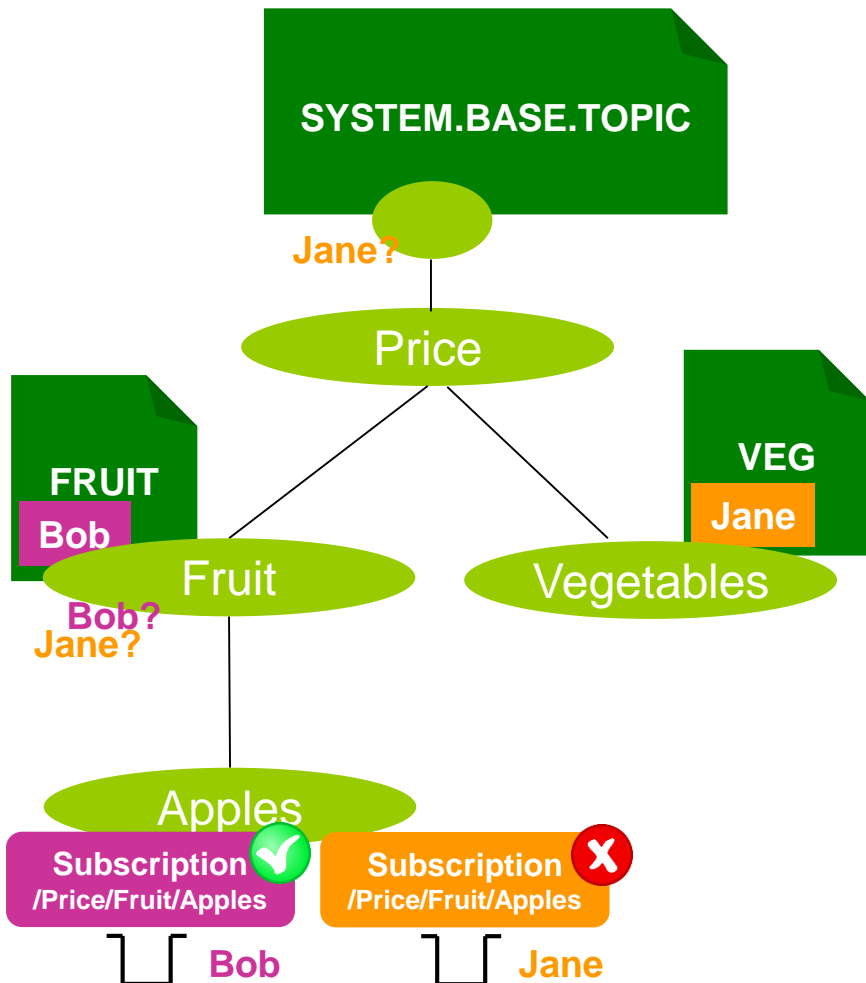 SYSTEM.BASE.TOPIC
Jane?
Price
FRUIT
Bob
VEG
Jane
Fruit
Vegetables
Bob?
Jane?
Apples
Subscription
/Price/Fruit/Apples
Subscription
/Price/Fruit/Apples
Bob
Jane